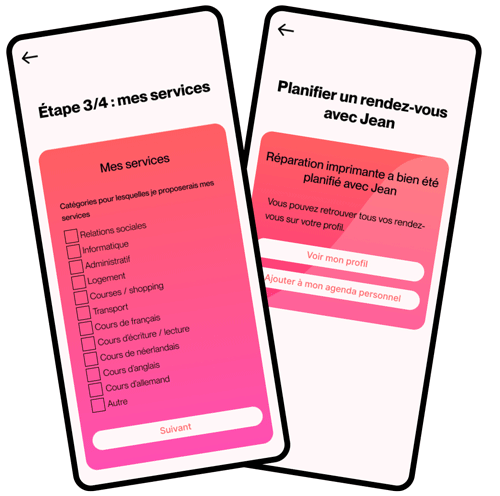 Étape 3/4 : mes services
Mes services
Catégories pour lesquelles je proposerais mes
services
Relations sociales
Informatique
Administratif
Logement
Courses / shopping
Transport
Cours de français
Cours d'écriture / lecture
Cours de néerlandais
Cours d'anglais
Cours d'allemand
Autre
Suivant
Planifier un rendez-vous
avec Jean
Réparation imprimante a bien été
planifié avec Jean
Vous pouvez retrouver tous vos rendez-
vous sur votre profil.
Voir mon profil
Ajouter à mon agenda personnel